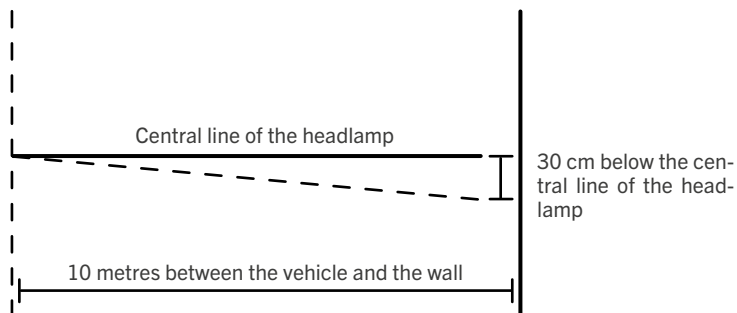 Central line of the headlamp
30 cm below the cen-
tral line of the head-
lamp
10 metres between the vehicle and the wall